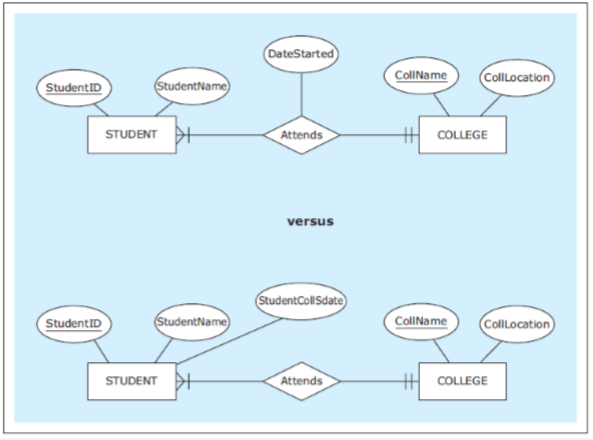 DateStarted
StudentID
StudentName
CollName
CollLocation
STUDENT
Attends
COLLEGE
versus
StudentCollSdate
StudentID
StudentName
CollName
CollLocation
STUDENT
Attends
COLLEGE